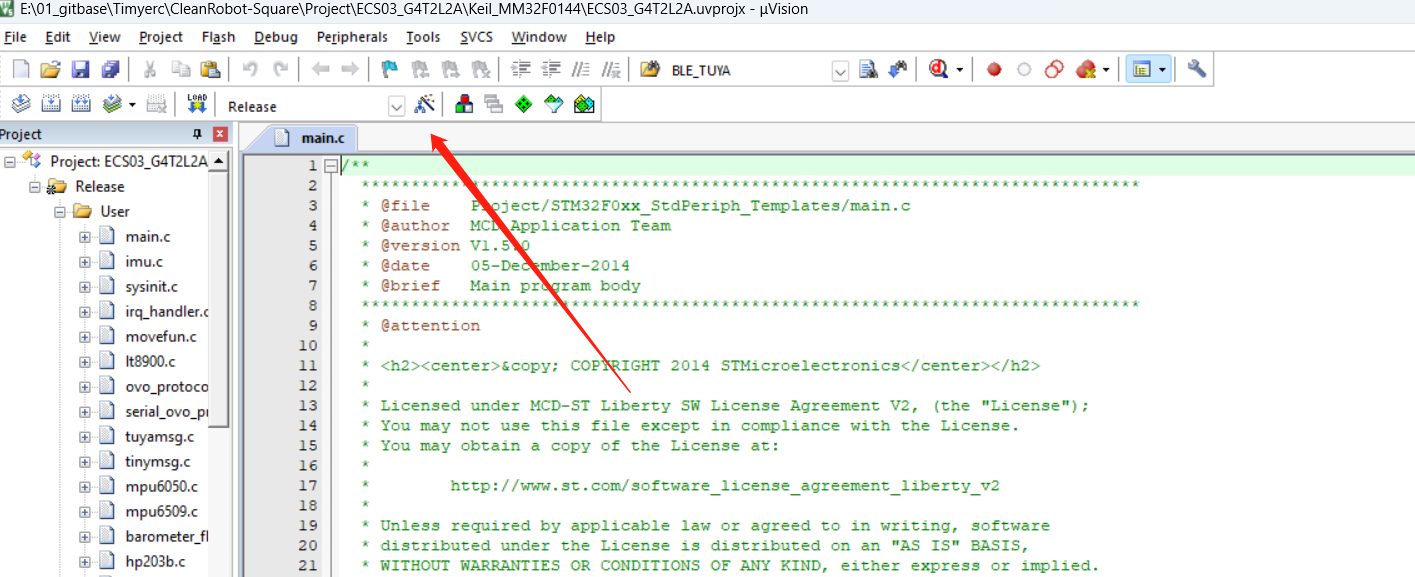 E:\01_gitbase\Timyerc\CleanRobot-Square\Project\ECS03_G4T2L2A\Keil_MM32F0144\ECS03_G4T2L2A.uvprojx - µVision
File Edit View Project Flash Debug Peripherals Tools SVCS Window Help
BLE_TUYA
LOAD
Release
Project
main.c
Project: ECS03_G4T2L2A
Release
User
main.c
imu.c
sysinit.c
irq_handler.c
movefun.c
lt8900.c
ovo_protoco
serial_ovo_pr
tuyamsg.c
tinymsg.c
mpu6050.c
mpu6509.c
barometer_fl
hp203b.c
1 /**
2 ******************************************************************************
3 * @file Project/STM32F0xx_StdPeriph_Templates/main.c
4 * @author MCD Application Team
5 * @version V1.5.0
6 * @date 05-December-2014
7 * @brief Main program body
8 ******************************************************************************
9 * @attention
10 *
11 * <h2><center>&copy; COPYRIGHT 2014 STMicroelectronics</center></h2>
12 *
13 * Licensed under MCD-ST Liberty SW License Agreement V2, (the "License");
14 * You may not use this file except in compliance with the License.
15 * You may obtain a copy of the License at:
16 *
17 * http://www.st.com/software_license_agreement_liberty_v2
18 *
19 * Unless required by applicable law or agreed to in writing, software
20 * distributed under the License is distributed on an "AS IS" BASIS,
21 * WITHOUT WARRANTIES OR CONDITIONS OF ANY KIND, either express or implied.